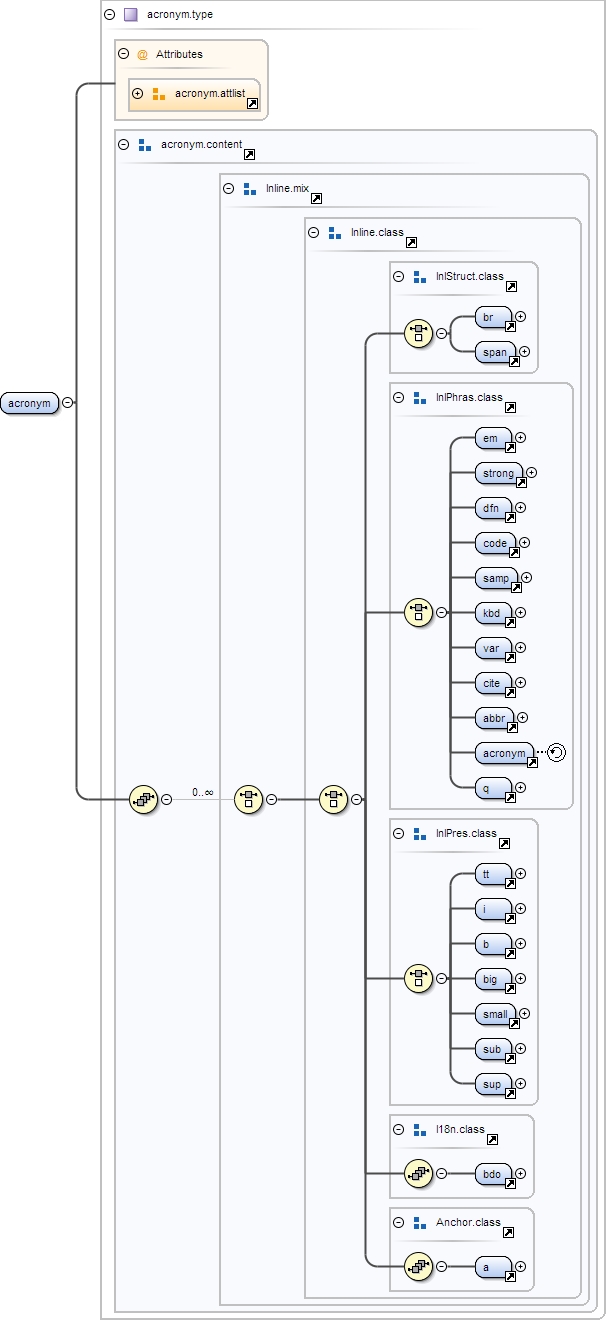 acronym.type
@ Attributes
acronym.attlist
acronym.content
Inline.mix
Inline.class
InlStruct.class
br
span
acronym
InlPhras.class
em
strong
dfn
code
samp
kbd
var
cite
abbr
acronym
q
0..∞
InlPres.class
tt
i
b
big
small
sub
sup
I18n.class
bdo
Anchor.class
a